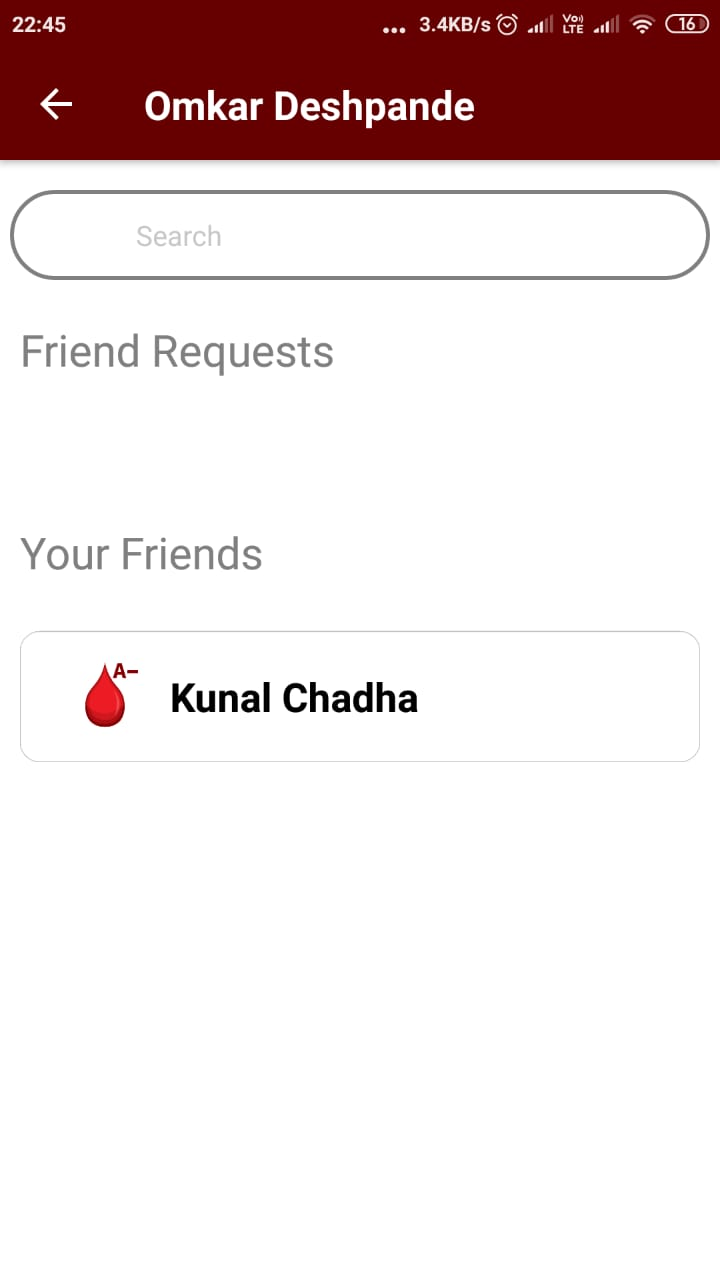 22:45
... 3.4KB/s Vo)) LTE 16
Omkar Deshpande
Search
Friend Requests
Your Friends
A-
Kunal Chadha